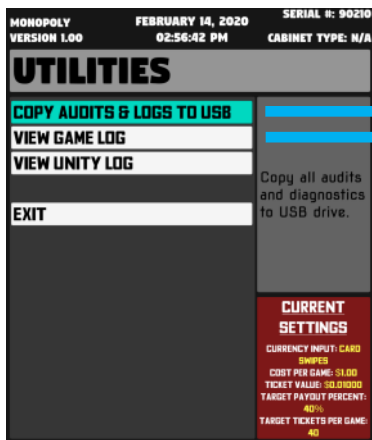 MONOPOLY
VERSION 1.00
FEBRUARY 14, 2020
02:56:42 PM
SERIAL #: 90210
CABINET TYPE: N/A
UTILITIES
COPY AUDITS & LOGS TO USB
VIEW GAME LOG
VIEW UNITY LOG
EXIT
Copy all audits
and diagnostics
to USB drive.
CURRENT
SETTINGS
CURRENCY INPUT: CARD
SWIPES
COST PER GAME: $1.00
TICKET VALUE: $0.01000
TARGET PAYOUT PERCENT:
40%
TARGET TICKETS PER GAME:
40